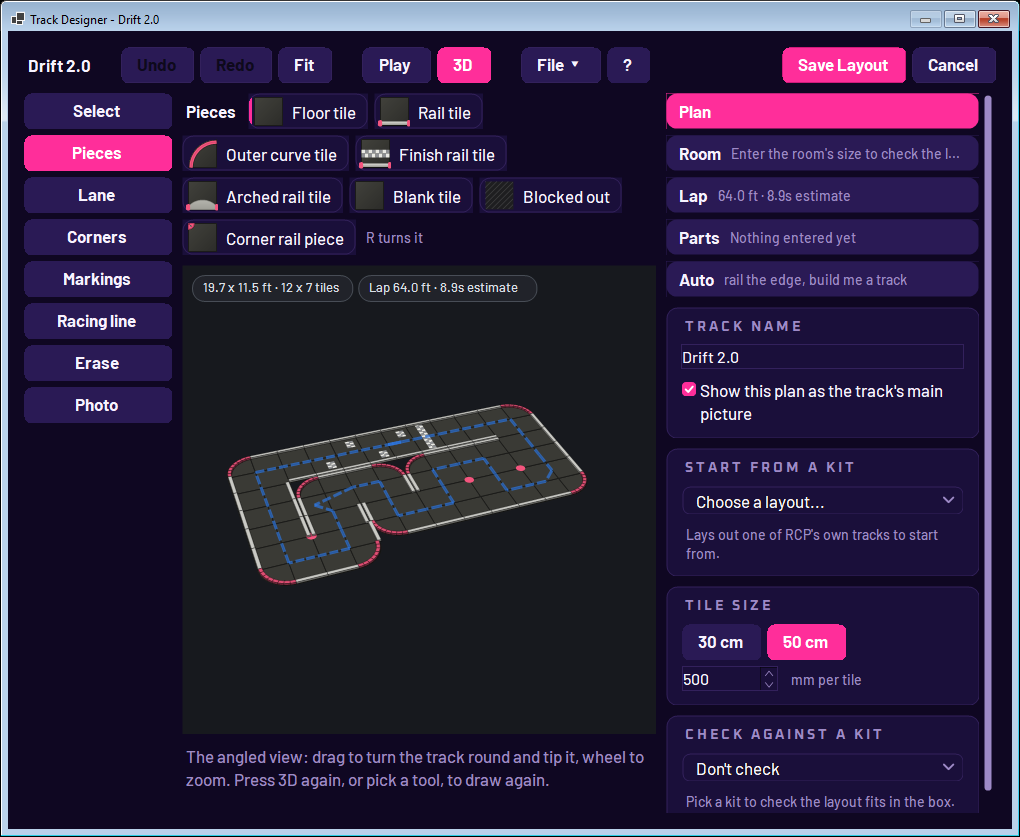 Track Designer - Drift 2.0
Drift 2.0
Undo
Redo
Fit
Play
3D
File
?
Save Layout
Cancel
Select
Pieces
Lane
Corners
Markings
Racing line
Erase
Photo
Pieces
Floor tile
Rail tile
Outer curve tile
Finish rail tile
Arched rail tile
Blank tile
Blocked out
Corner rail piece
R turns it
19.7 x 11.5 ft · 12 x 7 tiles
Lap 64.0 ft · 8.9s estimate
The angled view: drag to turn the track round and tip it, wheel to
zoom. Press 3D again, or pick a tool, to draw again.
Plan
Room Enter the room's size to check the l...
Lap 64.0 ft · 8.9s estimate
Parts Nothing entered yet
Auto rail the edge, build me a track
TRACK NAME
Drift 2.0
Show this plan as the track's main
picture
START FROM A KIT
Choose a layout...
Lays out one of RCP's own tracks to start
from.
TILE SIZE
30 cm
50 cm
500
mm per tile
CHECK AGAINST A KIT
Don't check
Pick a kit to check the layout fits in the box.